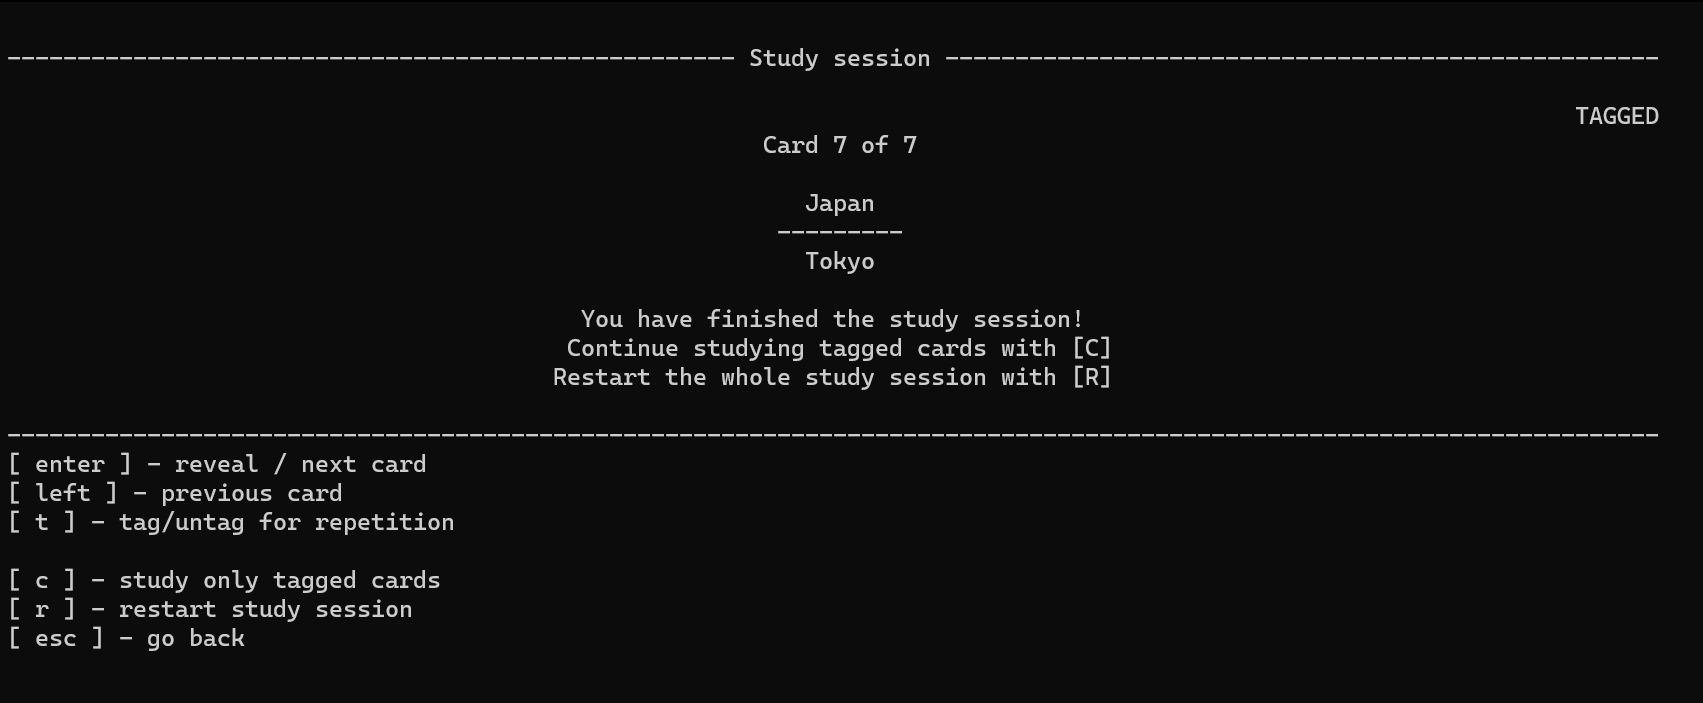 ---------------------------------------------------- Study session ---------------------------------------------------
TAGGED
Card 7 of 7
Japan
---------
Tokyo
You have finished the study session!
Continue studying tagged cards with [C]
Restart the whole study session with [R]
----------------------------------------------------------------------------------------------------------------------
[ enter ] - reveal / next card
[ left ] - previous card
[ t ] - tag/untag for repetition
[ c ] - study only tagged cards
[ r ] - restart study session
[ esc ] - go back